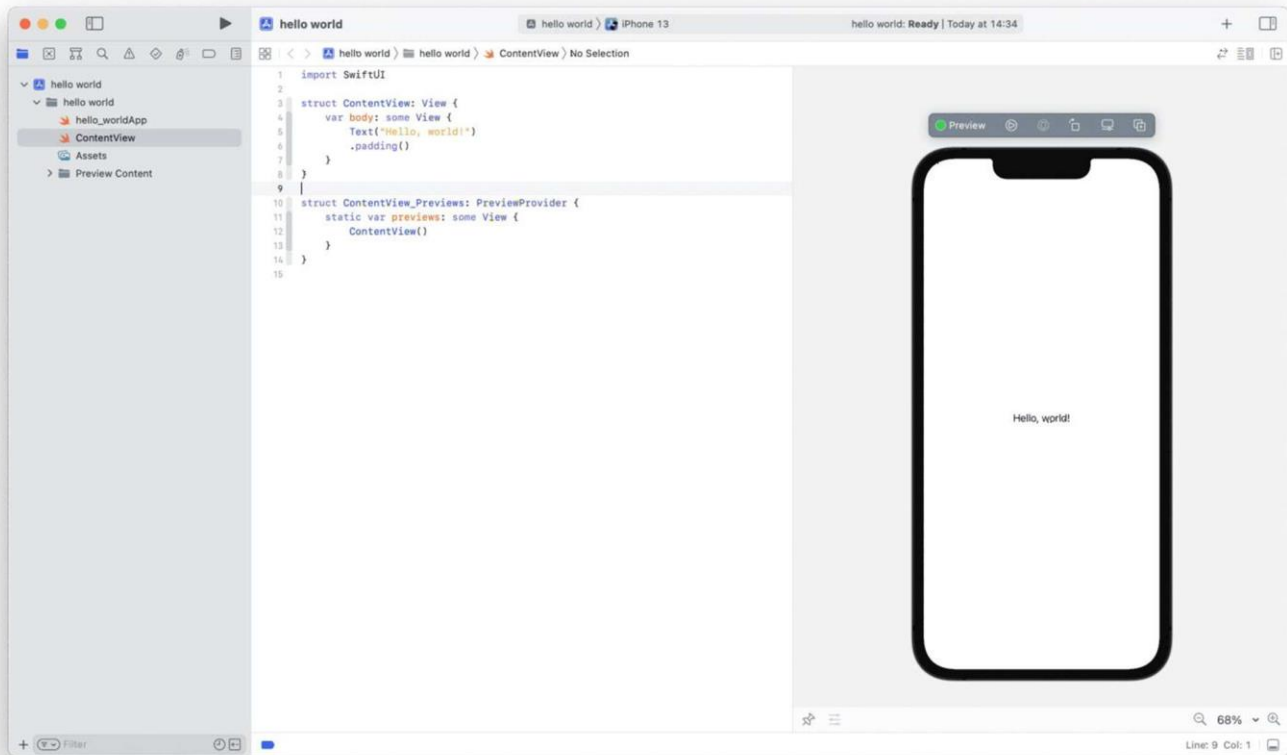 hello world
hello world 〉 iPhone 13
hello world: Ready | Today at 14:34
hello world 〉 hello world 〉 ContentView 〉 No Selection
hello world
hello world
hello_worldApp
ContentView
Assets
Preview Content
1 import SwiftUI
2
3 struct ContentView: View {
4     var body: some View {
5         Text("Hello, world!")
6         .padding()
7     }
8 }
9
10 struct ContentView_Previews: PreviewProvider {
11     static var previews: some View {
12         ContentView()
13     }
14 }
15
Preview
Hello, world!
68%
Filter
Line: 9 Col: 1